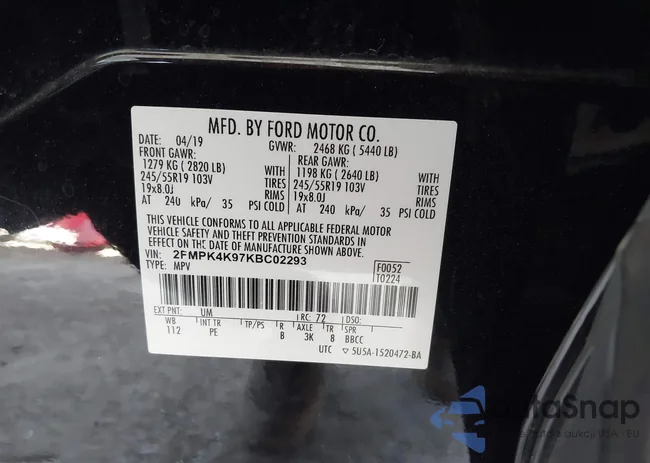 MFD. BY FORD MOTOR CO.
DATE: 04/19 GVWR: 2468 KG ( 5440 LB)
FRONT GAWR: REAR GAWR:
1279 KG ( 2820 LB) WITH 1198 KG ( 2640 LB) WITH
245/55R19 103V TIRES 245/55R19 103V TIRES
19x8.0J RIMS 19x8.0J RIMS
AT 240 kPa/ 35 PSI COLD AT 240 kPa/ 35 PSI COLD
THIS VEHICLE CONFORMS TO ALL APPLICABLE FEDERAL MOTOR
VEHICLE SAFETY AND THEFT PREVENTION STANDARDS IN
EFFECT ON THE DATE OF MANUFACTURE SHOWN ABOVE.
VIN: 2FMPK4K97KBC02293 F0052
TYPE: MPV T0224
EXT PNT: UM RC: 72 DSO:
WB INT TR TP/PS R AXLE TR SPR
112 PE B 3K 8 BBCC
UTC ▽ 5U5A-1520472-BA